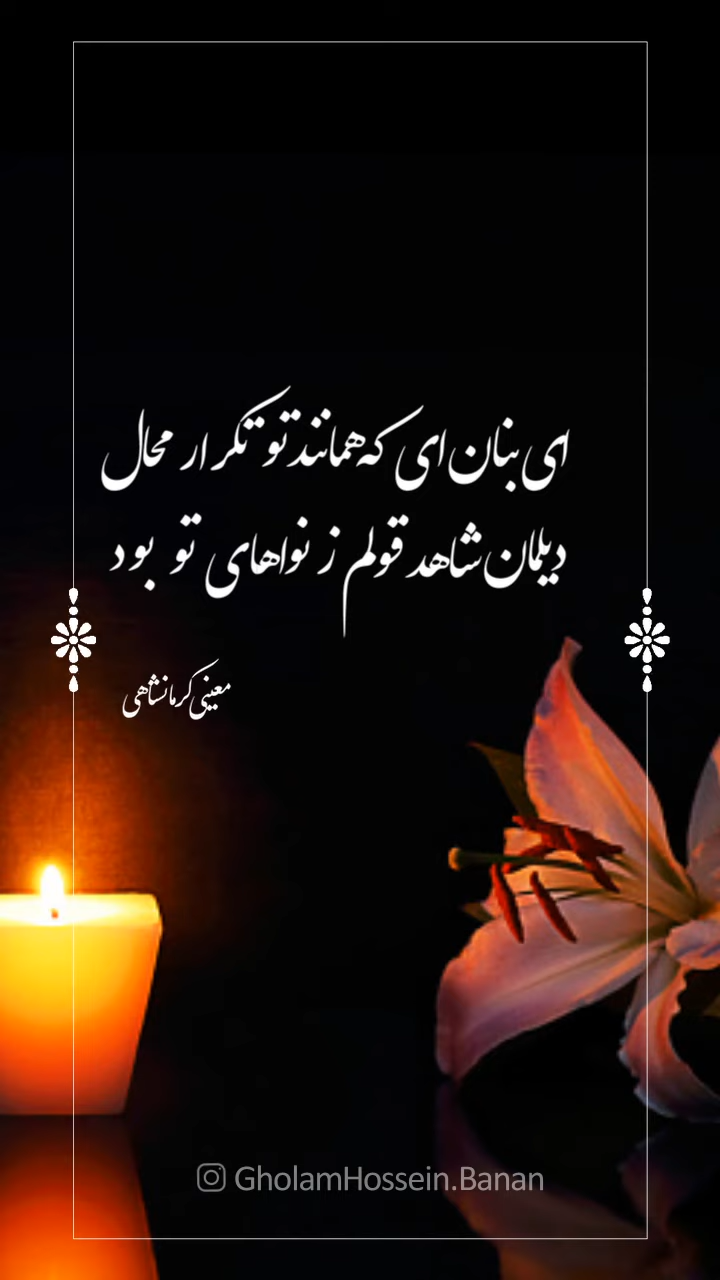 ای بنان ای که همانند تو تکرار محال
دیلمان شاهد قولم ز نواهای تو بود
معینی کرمانشاهی
GholamHossein.Banan